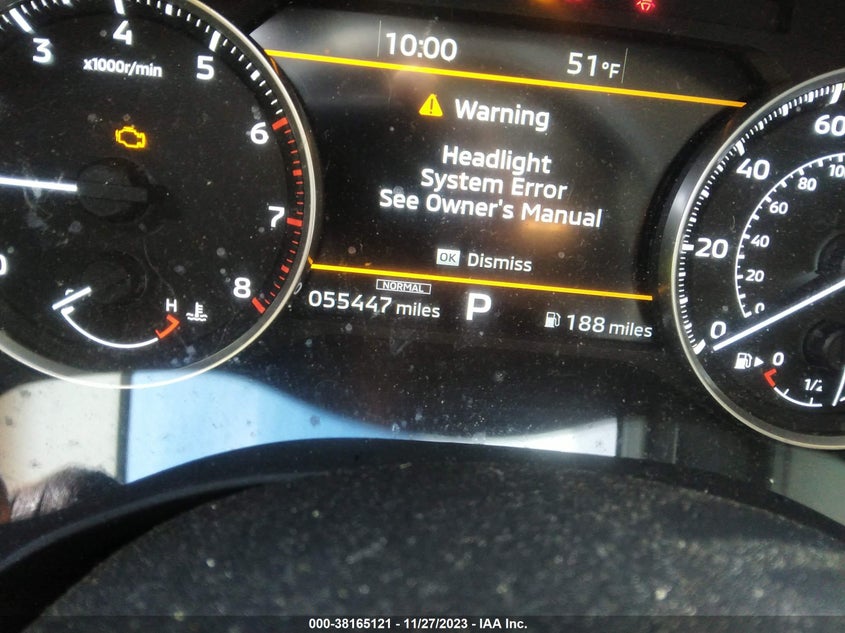 10:00
51°F
Warning
Headlight
System Error
See Owner's Manual
OK Dismiss
NORMAL
055447 miles
P
188 miles
3
4
5
6
7
8
x1000r/min
H
0
20
40
60
0
20
40
60
80
0
1/2
000-38165121 - 11/27/2023 - IAA Inc.